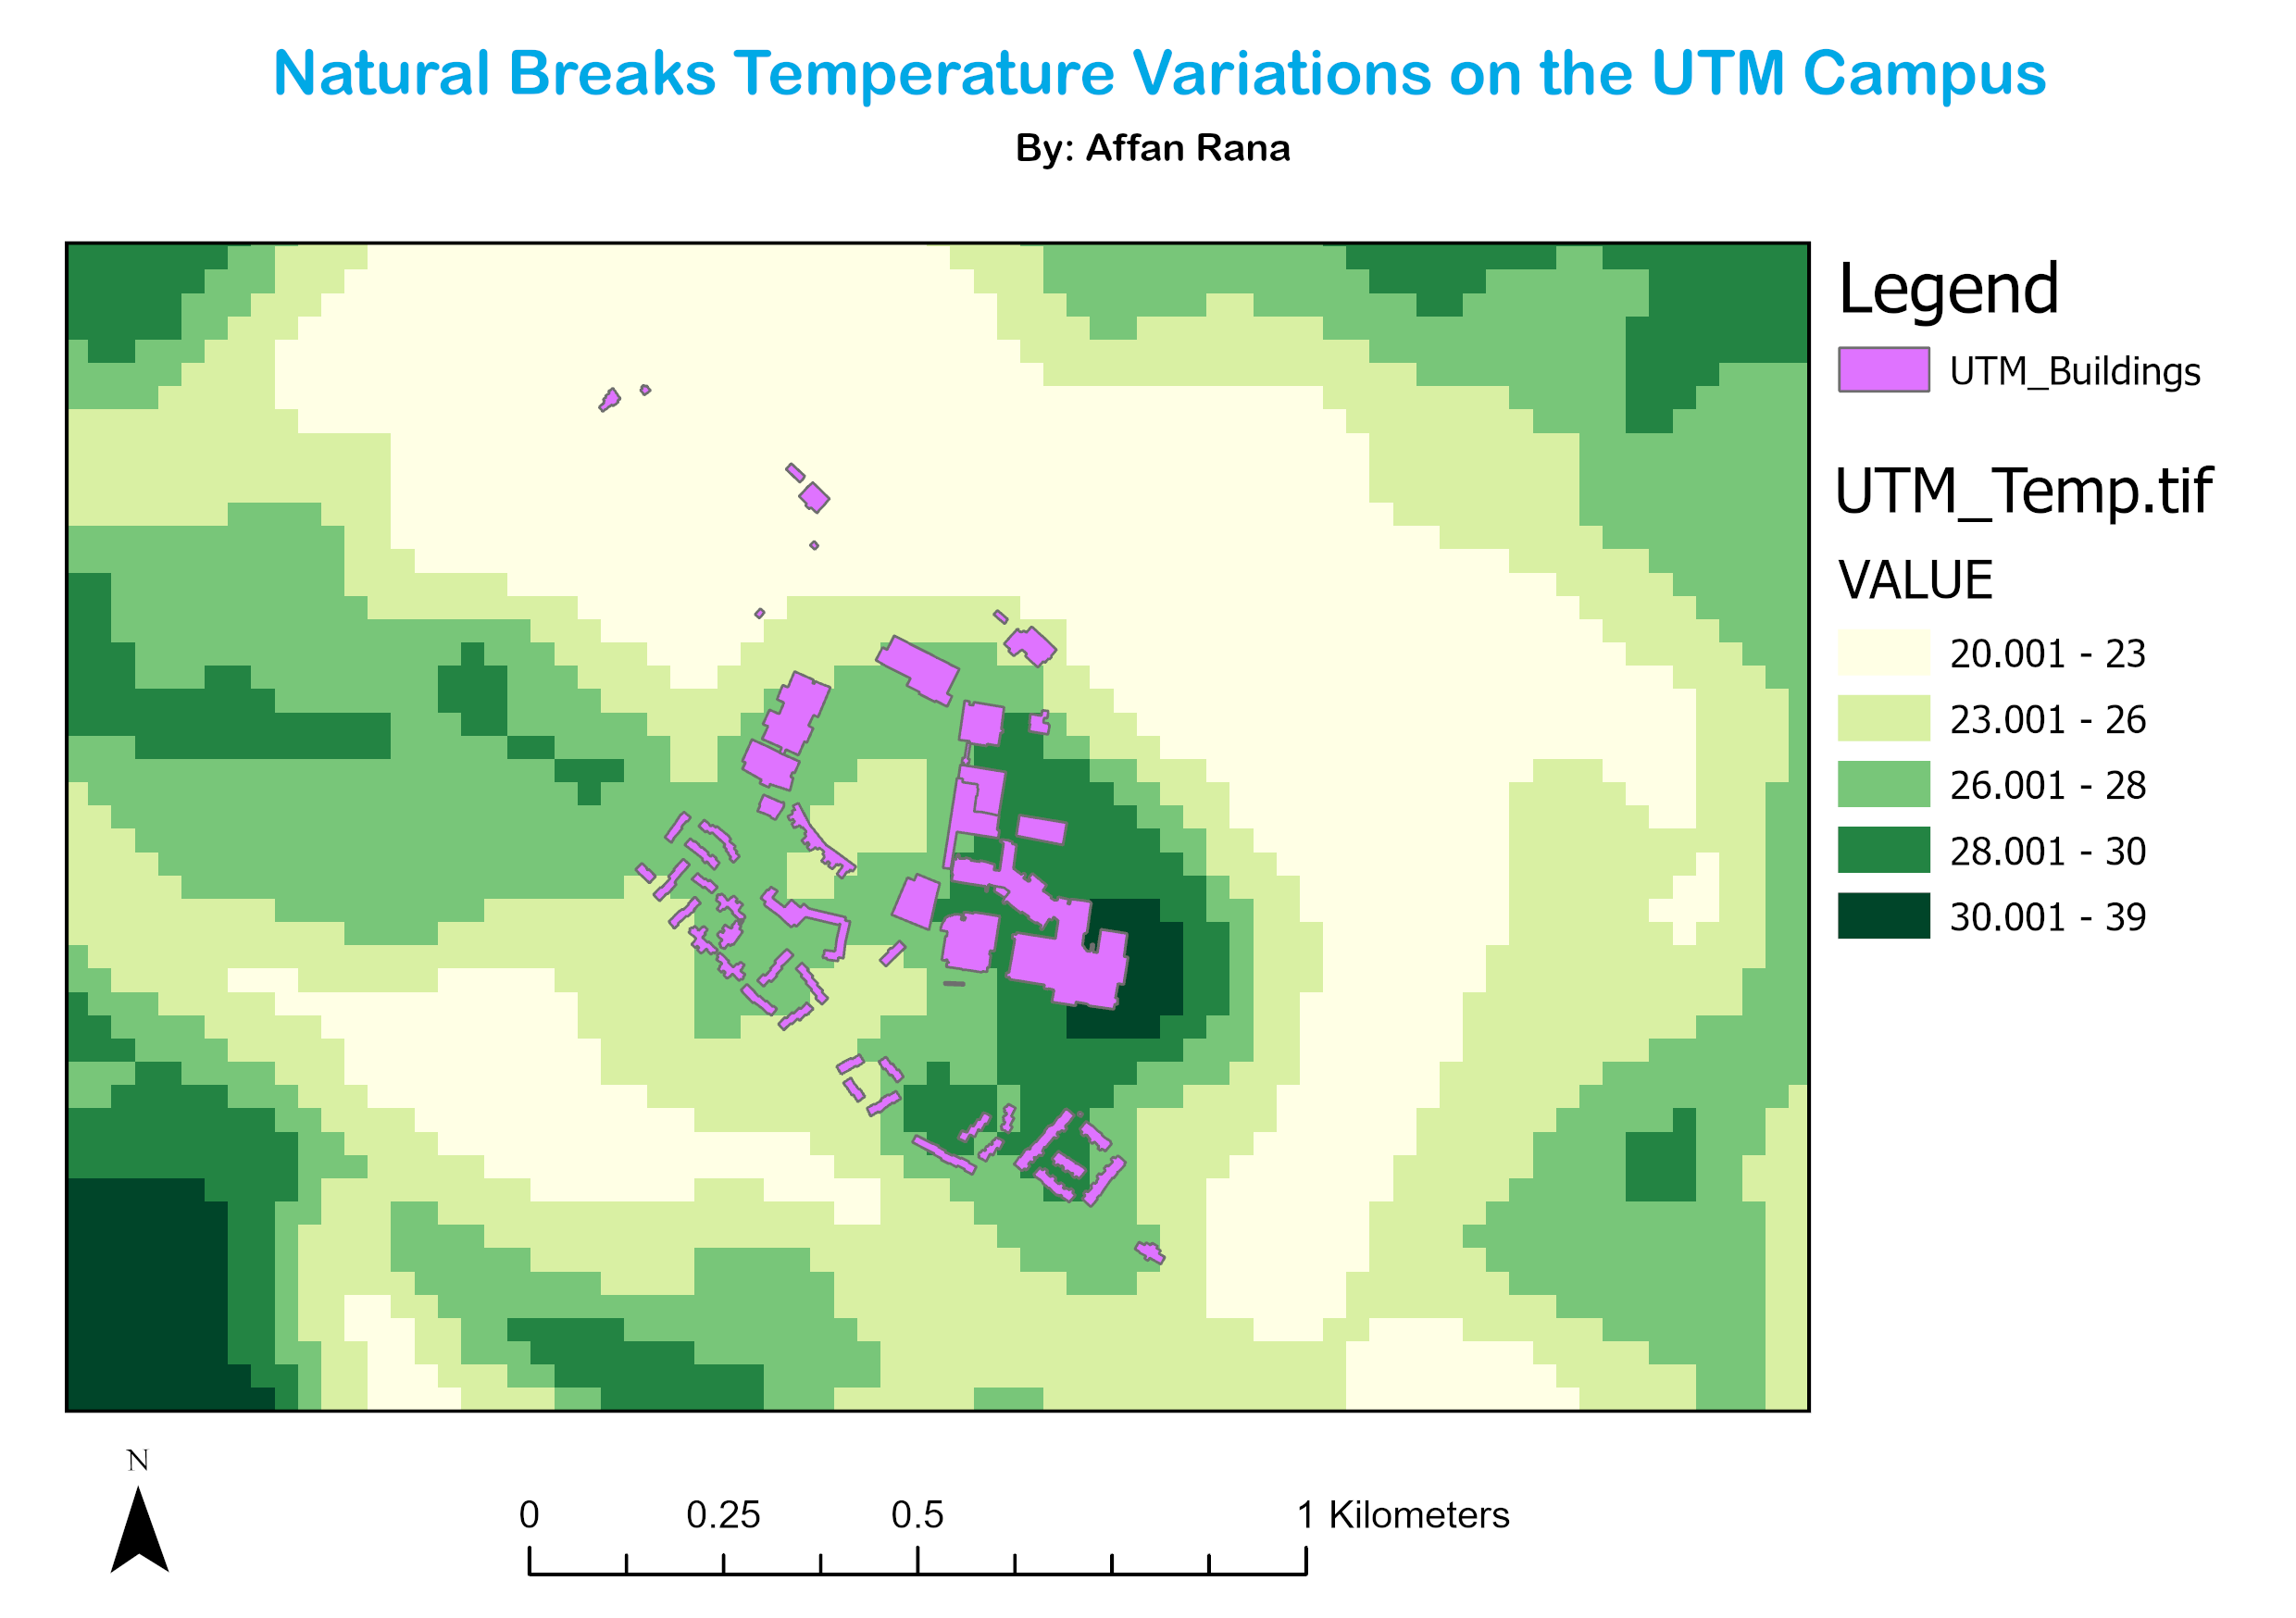 Natural Breaks Temperature Variations on the UTM Campus
By: Affan Rana
Legend
UTM_Buildings
UTM_Temp.tif
VALUE
20.001 - 23
23.001 - 26
26.001 - 28
28.001 - 30
30.001 - 39
N
0 0.25 0.5 1 Kilometers